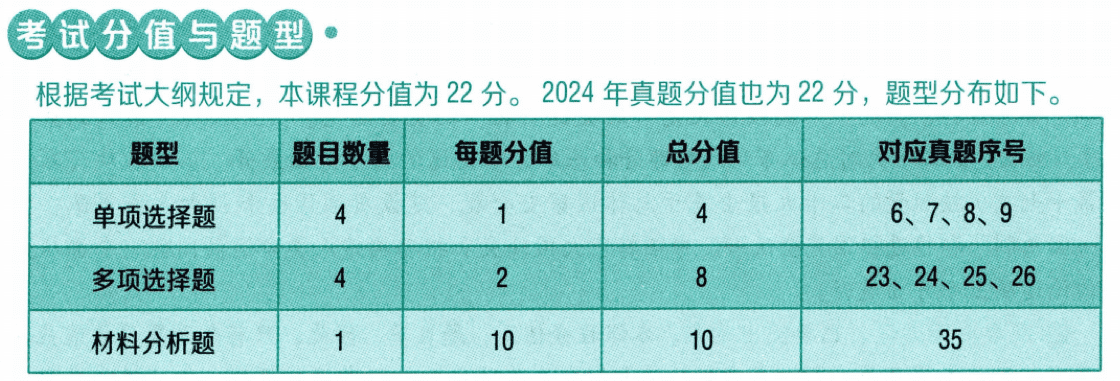 考试分值与题型
根据考试大纲规定，本课程分值为 22 分。 2024 年真题分值也为 22 分，题型分布如下。
题型 题目数量 每题分值 总分值 对应真题序号
单项选择题 4 1 4 6、7、8、9
多项选择题 4 2 8 23、24、25、26
材料分析题 1 10 10 35